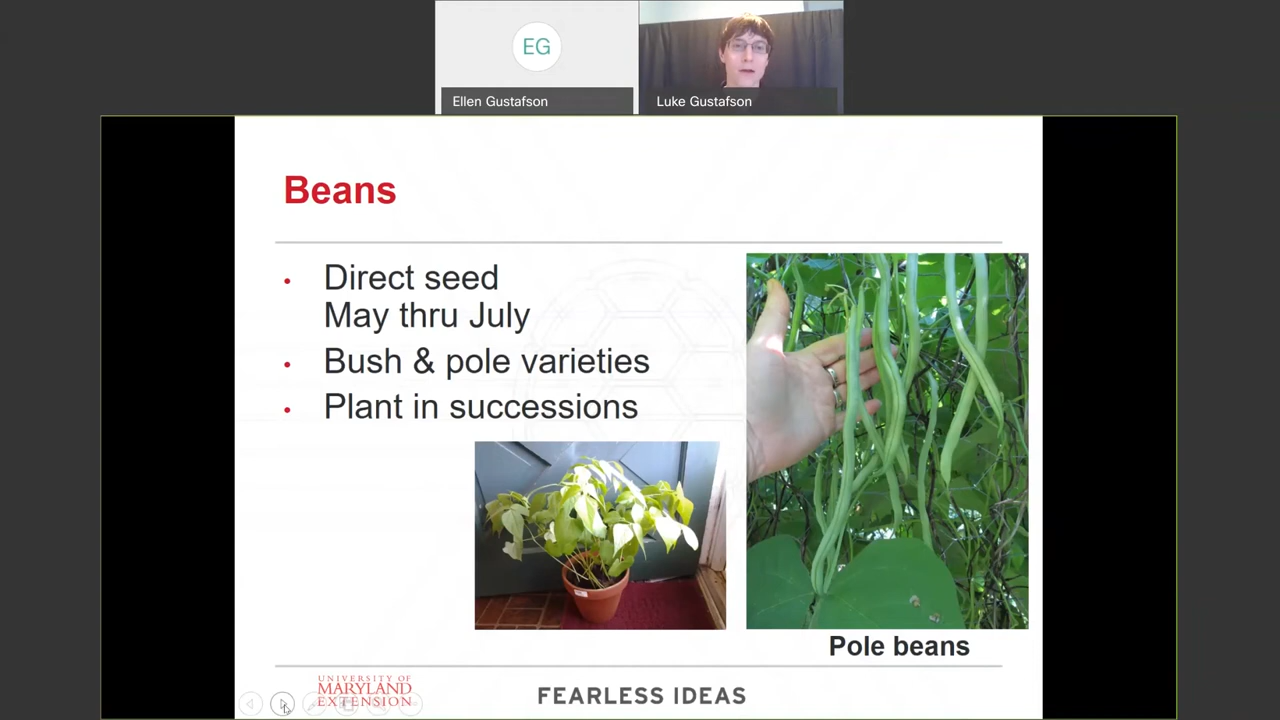 EG
Ellen Gustafson
Luke Gustafson
Beans
• Direct seed
May thru July
• Bush & pole varieties
• Plant in successions
Pole beans
UNIVERSITY OF
MARYLAND
EXTENSION
FEARLESS IDEAS